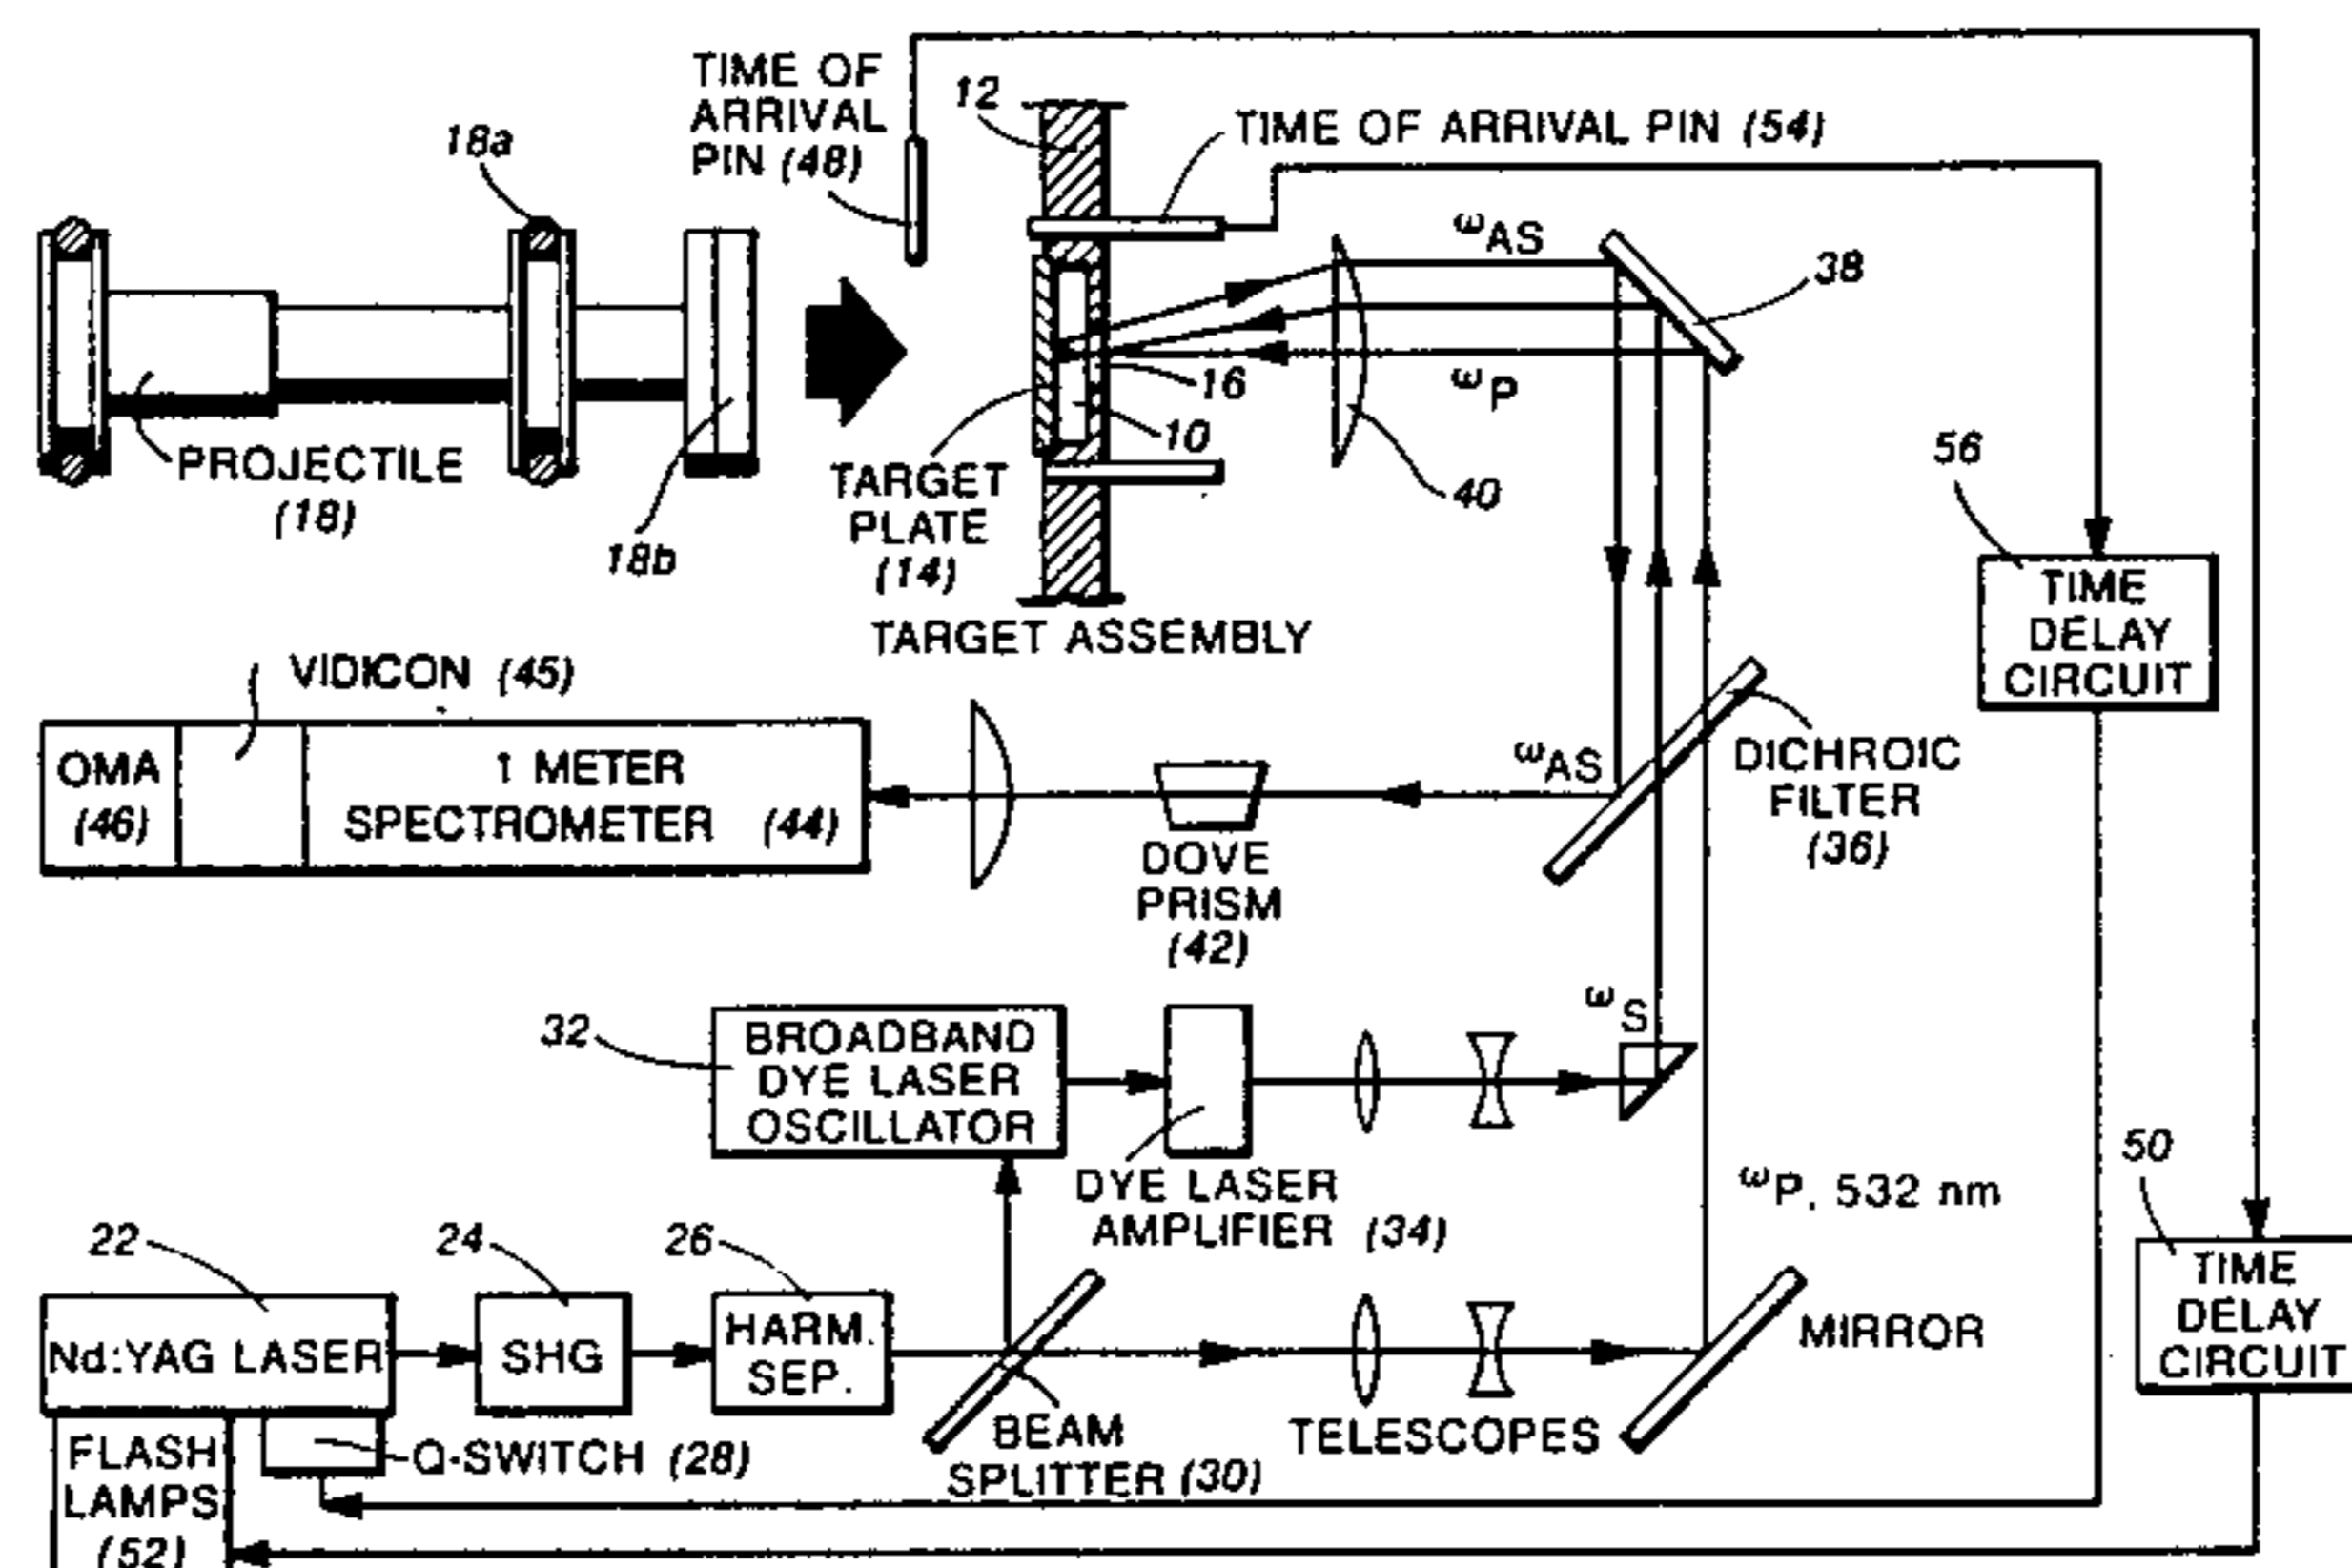 TIME OF
ARRIVAL
PIN (48)
12
TIME OF ARRIVAL PIN (54)
18a
ωAS
38
16
ωP
10
PROJECTILE
(18)
18b
TARGET
PLATE
(14)
40
56
TIME
DELAY
CIRCUIT
TARGET ASSEMBLY
VIDICON (45)
OMA
(46)
1 METER
SPECTROMETER (44)
ωAS
DICHROIC
FILTER
(36)
DOVE
PRISM
(42)
32
BROADBAND
DYE LASER
OSCILLATOR
ωS
DYE LASER
AMPLIFIER (34)
ωP, 532 nm
50
TIME
DELAY
CIRCUIT
22
24
26
Nd:YAG LASER
SHG
HARM.
SEP.
MIRROR
BEAM
SPLITTER (30)
TELESCOPES
FLASH
LAMPS
(52)
Q-SWITCH (28)